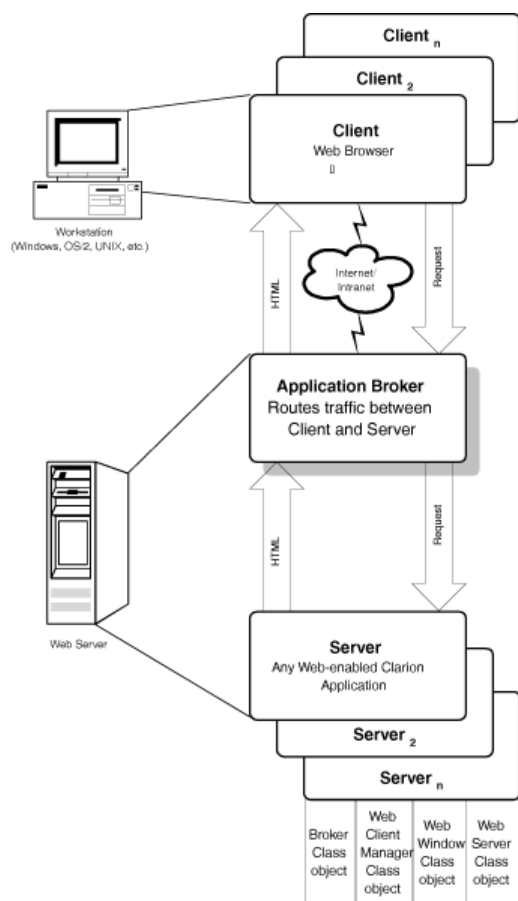 Client n
Client 2
Client
Web Browser
Workstation
(Windows, OS/2, UNIX, etc.)
HTML
Internet/
Intranet
Request
Application Broker
Routes traffic between
Client and Server
HTML
Request
Web Server
Server
Any Web-enabled Clarion
Application
Server 2
Server n
Broker
Class
object
Web
Client
Manager
Class
object
Web
Window
Class
object
Web
Server
Class
object